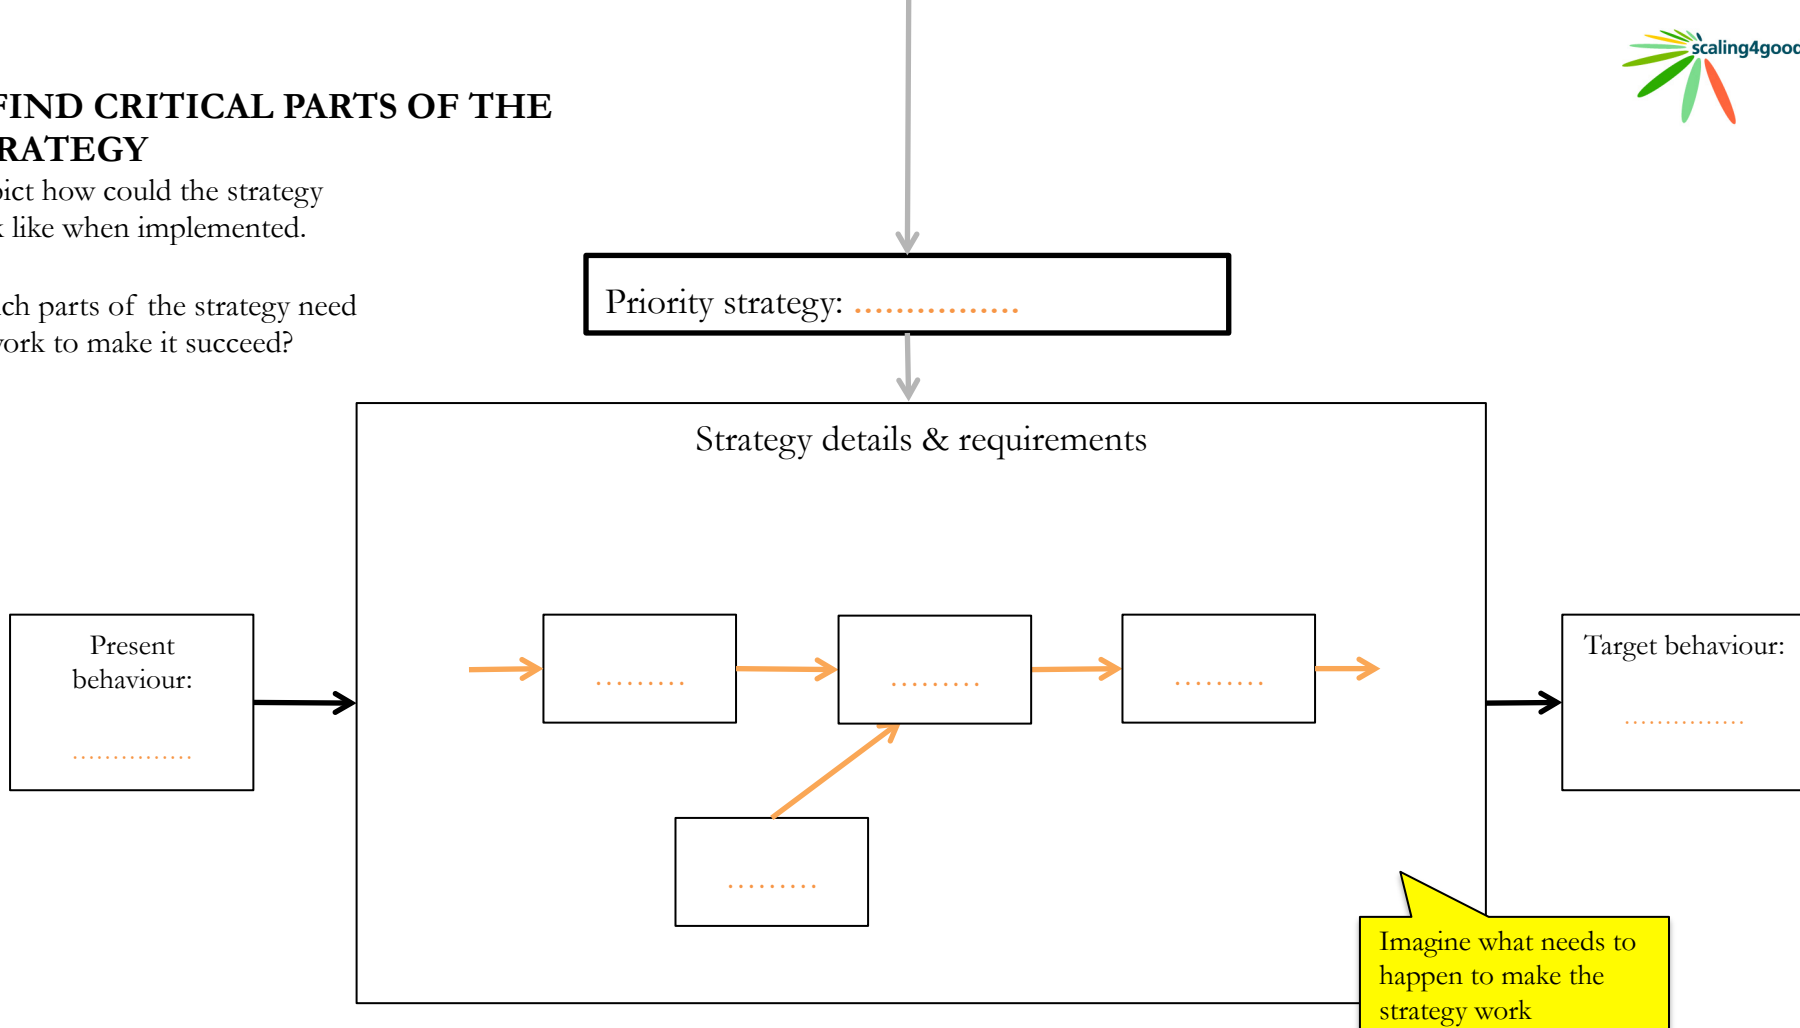 scaling4good
FIND CRITICAL PARTS OF THE
RATEGY
ict how could the strategy
k like when implemented.
ch parts of the strategy need
work to make it succeed?
Priority strategy: ................
Strategy details & requirements
Present
behaviour:
...............
.........
.........
.........
.........
Target behaviour:
...............
Imagine what needs to
happen to make the
strategy work